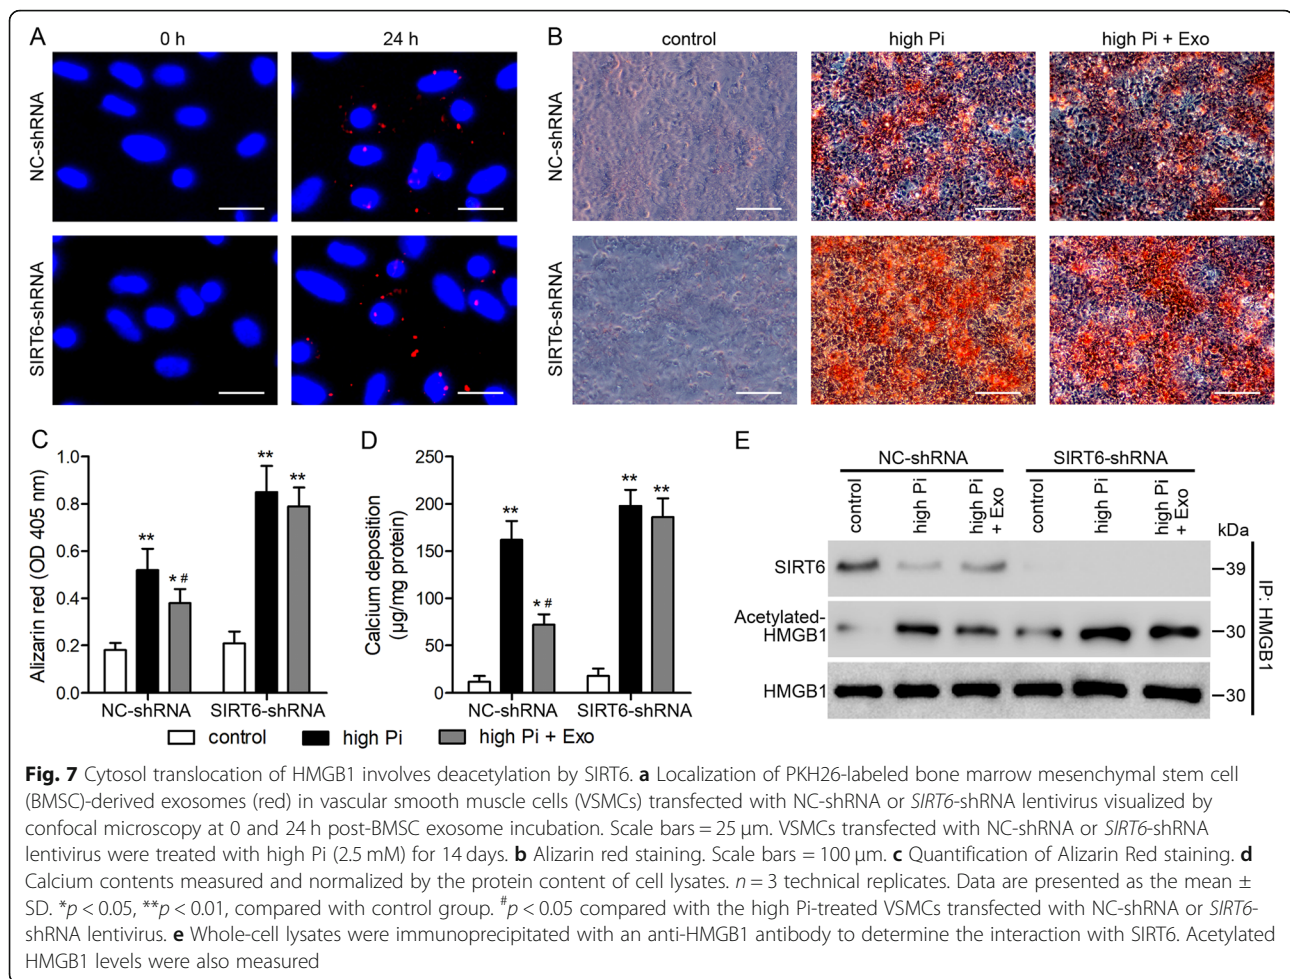 A
0 h
24 h
NC-shRNA
SIRT6-shRNA
B
control
high Pi
high Pi + Exo
NC-shRNA
SIRT6-shRNA
C
Alizarin red (OD 405 nm)
1.0
0.8
0.6
0.4
0.2
0.0
**
* #
**
**
NC-shRNA
SIRT6-shRNA
D
Calcium deposition
(µg/mg protein)
250
200
150
100
50
0
**
* #
**
**
NC-shRNA
SIRT6-shRNA
control
high Pi
high Pi + Exo
E
NC-shRNA
SIRT6-shRNA
control
high Pi
high Pi
+ Exo
control
high Pi
high Pi
+ Exo
kDa
SIRT6
39
Acetylated-
HMGB1
30
HMGB1
30
IP: HMGB1
Fig. 7 Cytosol translocation of HMGB1 involves deacetylation by SIRT6. a Localization of PKH26-labeled bone marrow mesenchymal stem cell
(BMSC)-derived exosomes (red) in vascular smooth muscle cells (VSMCs) transfected with NC-shRNA or SIRT6-shRNA lentivirus visualized by
confocal microscopy at 0 and 24 h post-BMSC exosome incubation. Scale bars = 25 µm. VSMCs transfected with NC-shRNA or SIRT6-shRNA
lentivirus were treated with high Pi (2.5 mM) for 14 days. b Alizarin red staining. Scale bars = 100 µm. c Quantification of Alizarin Red staining. d
Calcium contents measured and normalized by the protein content of cell lysates. n = 3 technical replicates. Data are presented as the mean ±
SD. *p < 0.05, **p < 0.01, compared with control group. #p < 0.05 compared with the high Pi-treated VSMCs transfected with NC-shRNA or SIRT6-
shRNA lentivirus. e Whole-cell lysates were immunoprecipitated with an anti-HMGB1 antibody to determine the interaction with SIRT6. Acetylated
HMGB1 levels were also measured